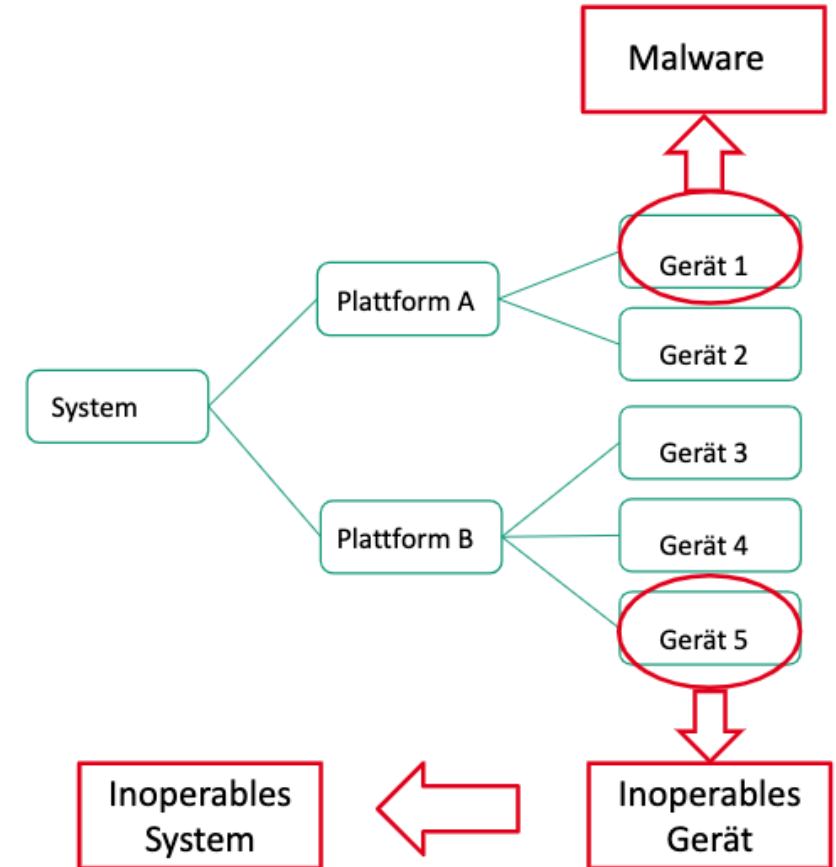 Malware
Gerät 1
Plattform A
Gerät 2
System
Gerät 3
Plattform B
Gerät 4
Gerät 5
Inoperables
System
Inoperables
Gerät